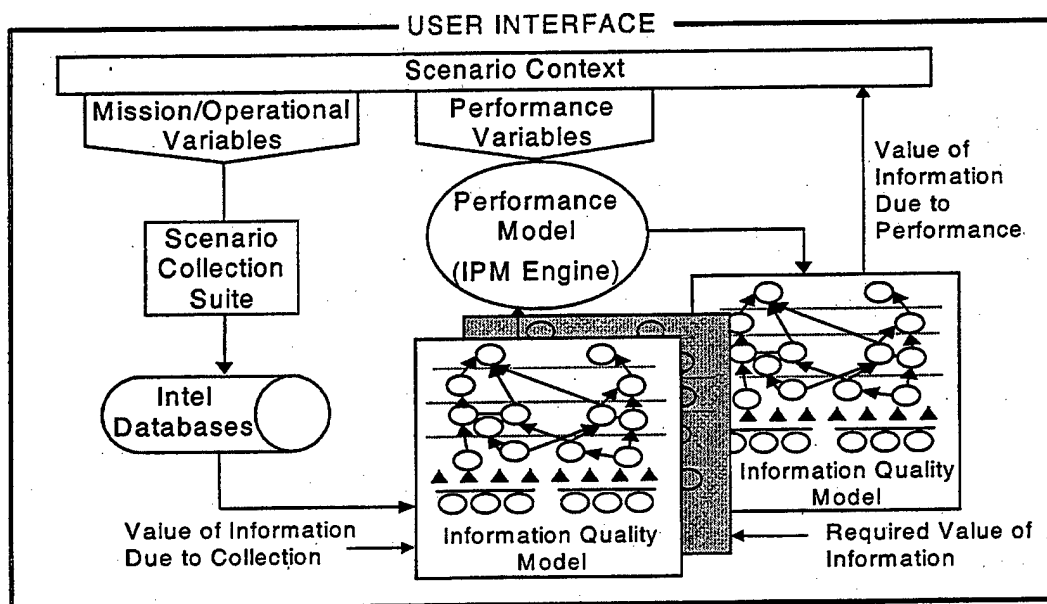 USER INTERFACE
Scenario Context
Mission/Operational
Variables
Performance
Variables
Value of
Information
Due to
Performance
Performance
Model
(IPM Engine)
Scenario
Collection
Suite
Intel
Databases
Information Quality
Model
Value of Information
Due to Collection
Information Quality
Model
Required Value of
Information